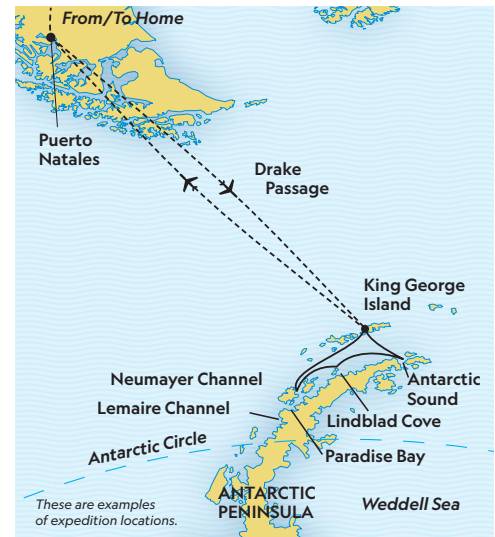 From/To Home
Puerto
Natales
Drake
Passage
King George
Island
Neumayer Channel
Antarctic
Sound
Lemaire Channel
Lindblad Cove
Antarctic Circle
Paradise Bay
ANTARCTIC
PENINSULA
Weddell Sea
These are examples
of expedition locations.